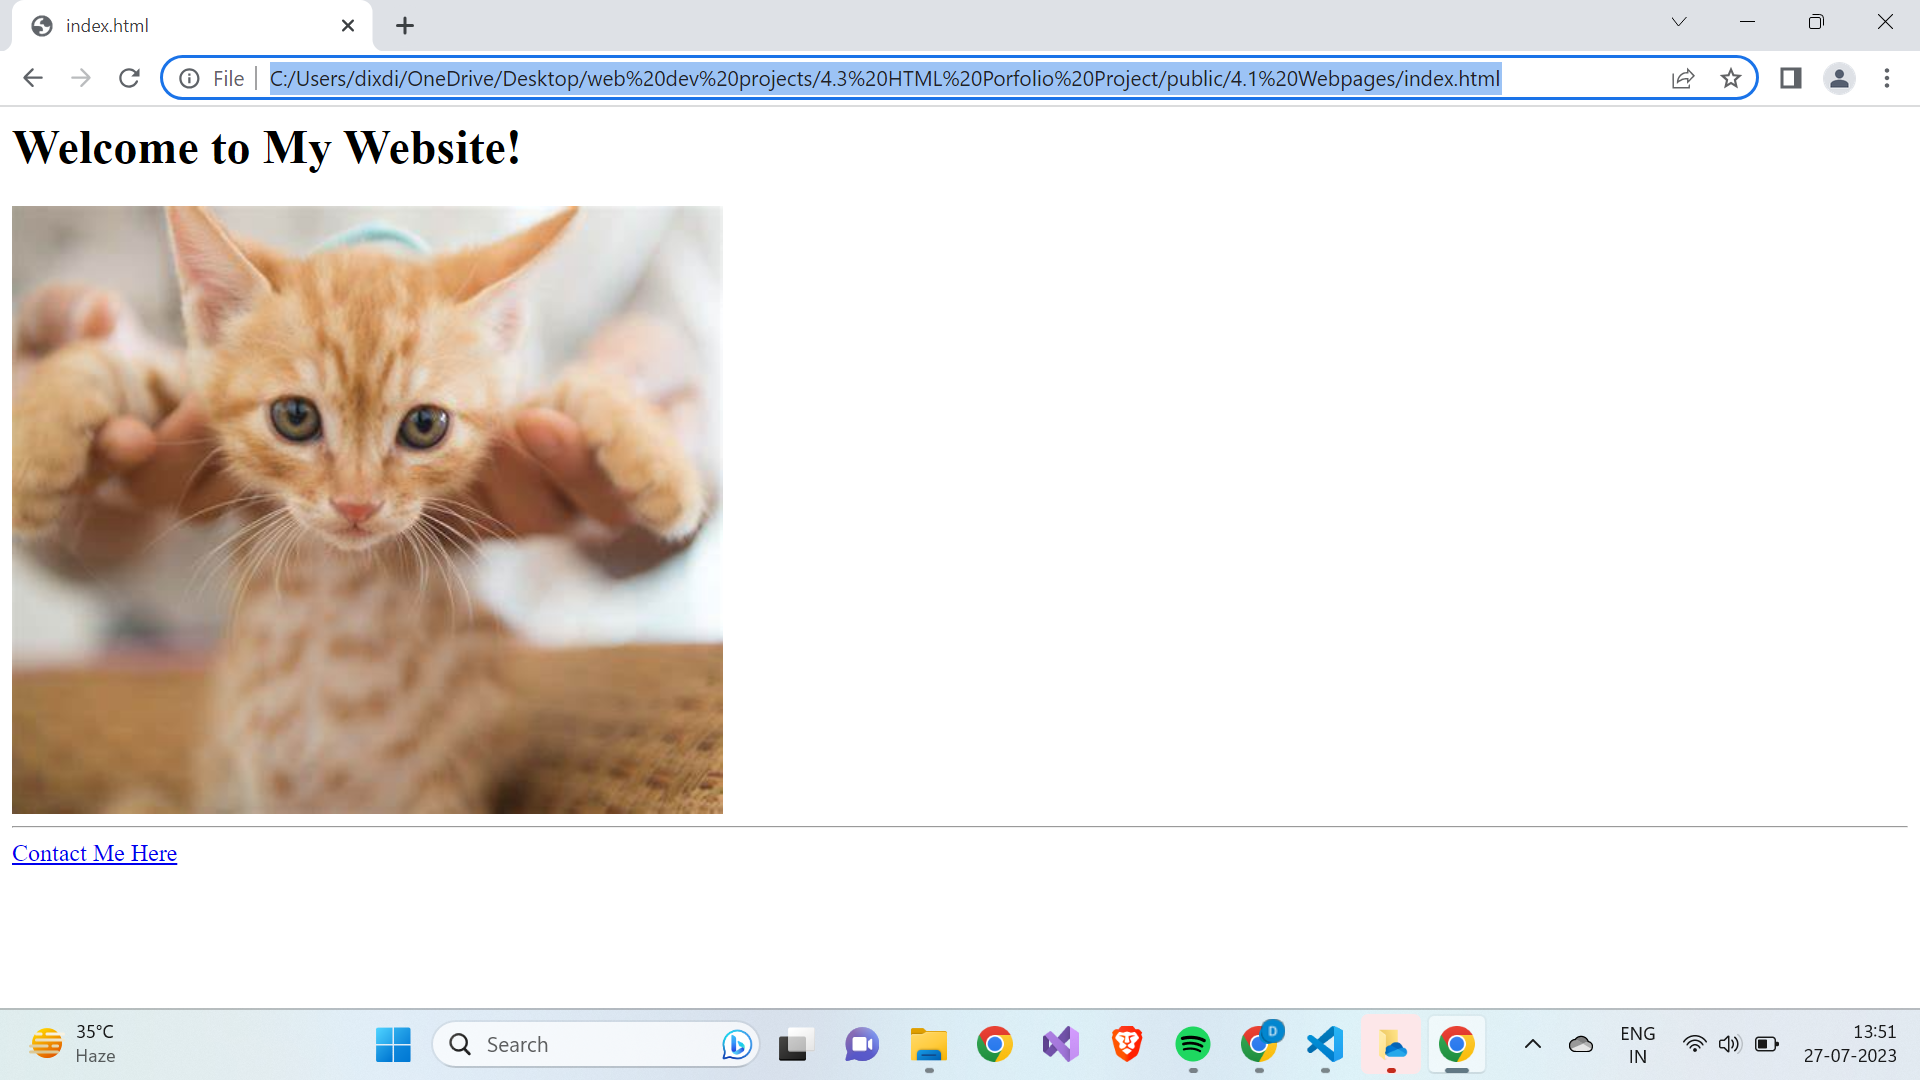 index.html
File
C:/Users/dixdi/OneDrive/Desktop/web%20dev%20projects/4.3%20HTML%20Porfolio%20Project/public/4.1%20Webpages/index.html
Welcome to My Website!
Contact Me Here
35°C
Haze
Search
D
ENG
IN
13:51
27-07-2023